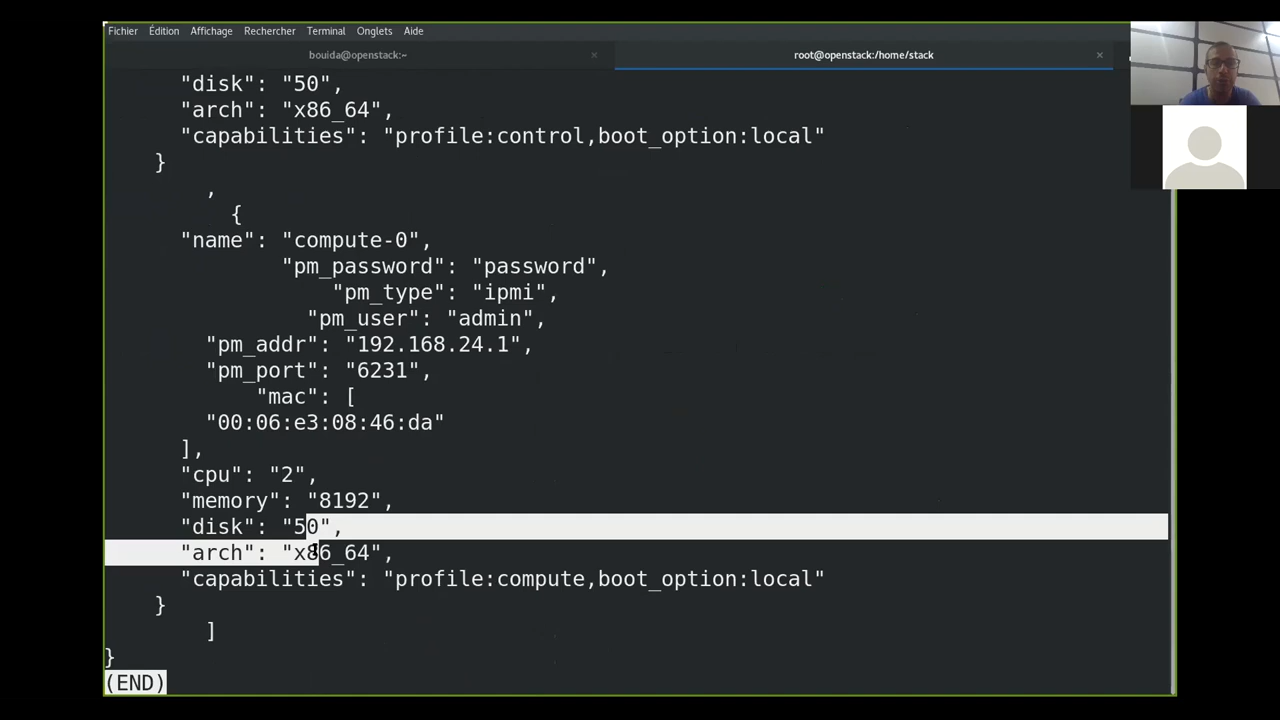 Fichier Édition Affichage Rechercher Terminal Onglets Aide
bouida@openstack:~ × root@openstack:/home/stack ×
"disk": "50",
"arch": "x86_64",
"capabilities": "profile:control,boot_option:local"
}
,
{
"name": "compute-0",
"pm_password": "password",
"pm_type": "ipmi",
"pm_user": "admin",
"pm_addr": "192.168.24.1",
"pm_port": "6231",
"mac": [
"00:06:e3:08:46:da"
],
"cpu": "2",
"memory": "8192",
"disk": "50",
"arch": "x86_64",
"capabilities": "profile:compute,boot_option:local"
}
]
}
(END)